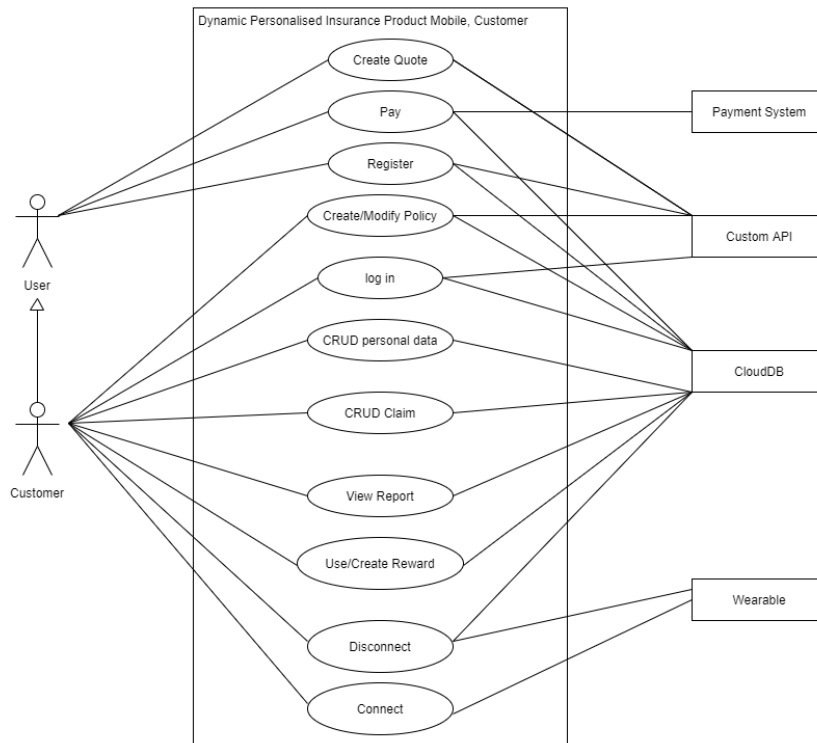 Dynamic Personalised Insurance Product Mobile, Customer
Create Quote
Pay
Payment System
Register
Create/Modify Policy
Custom API
User
log in
CRUD personal data
CloudDB
CRUD Claim
Customer
View Report
Use/Create Reward
Wearable
Disconnect
Connect